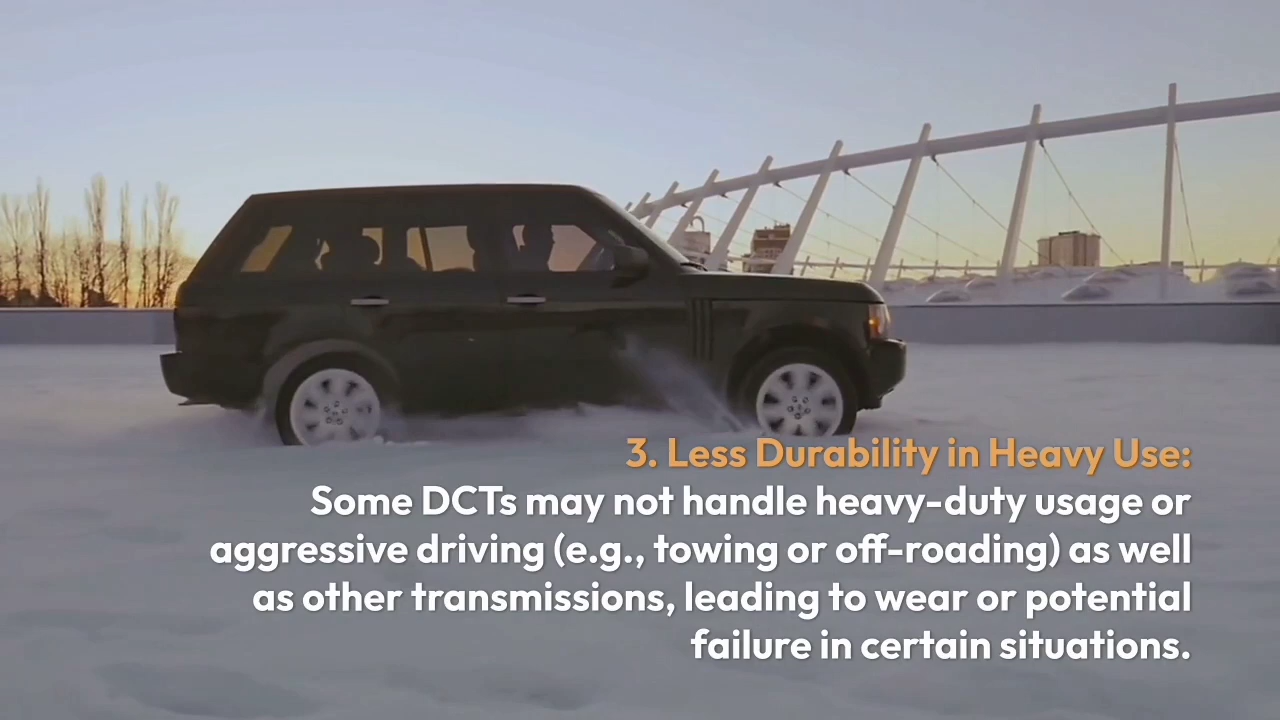 3. Less Durability in Heavy Use:
Some DCTs may not handle heavy-duty usage or
aggressive driving (e.g., towing or off-roading) as well
as other transmissions, leading to wear or potential
failure in certain situations.